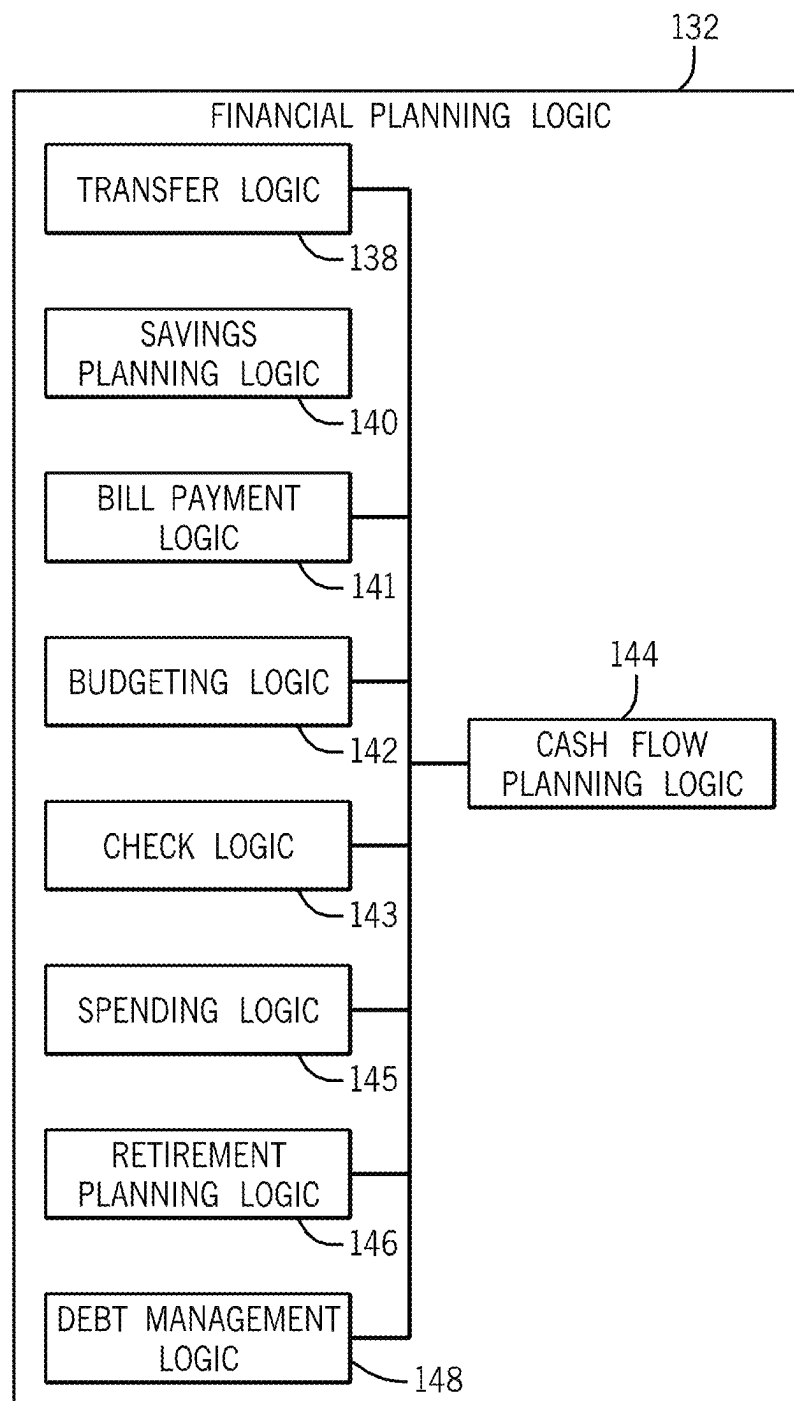 132
FINANCIAL PLANNING LOGIC
TRANSFER LOGIC
138
SAVINGS
PLANNING LOGIC
140
BILL PAYMENT
LOGIC
141
BUDGETING LOGIC
142
144
CASH FLOW
PLANNING LOGIC
CHECK LOGIC
143
SPENDING LOGIC
145
RETIREMENT
PLANNING LOGIC
146
DEBT MANAGEMENT
LOGIC
148